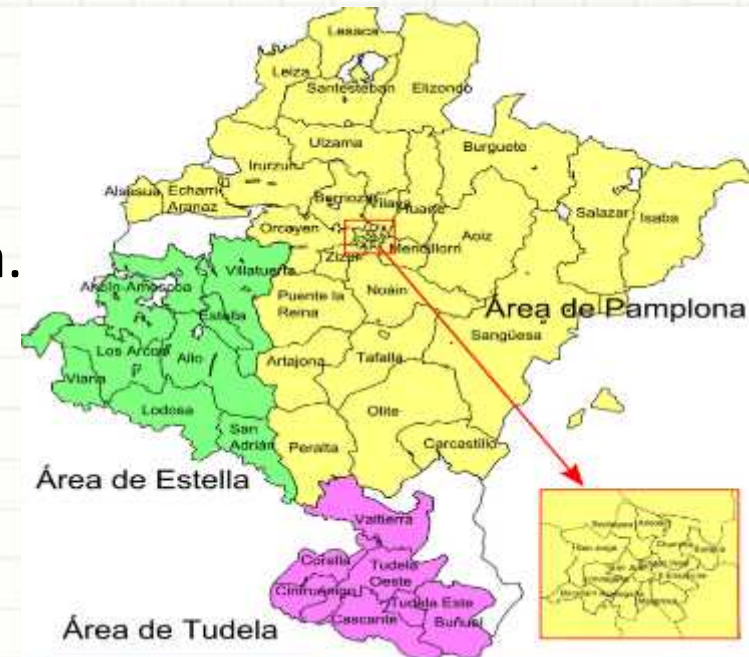 Lesaca
Leiza
Santesteban
Elizondo
Ulzama
Burguete
Irurzun
Alsasua
Echarri
Aranaz
Berriozar
Villava
Huarte
Salazar
Isaba
Orcoyen
Mendillorri
Aoiz
Zizur
Villatuerta
Puente la
Reina
Noáin
Área de Pamplona
Ancín-Amescoa
Estella
Sangüesa
Los Arcos
Allo
Artajona
Tafalla
Viana
Lodosa
Olite
San
Adrián
Peralta
Carcastillo
Área de Estella
Valtierra
Corella
Tudela
Oeste
Cintruénigo
Tudela Este
Cascante
Buñuel
Área de Tudela
San Jorge